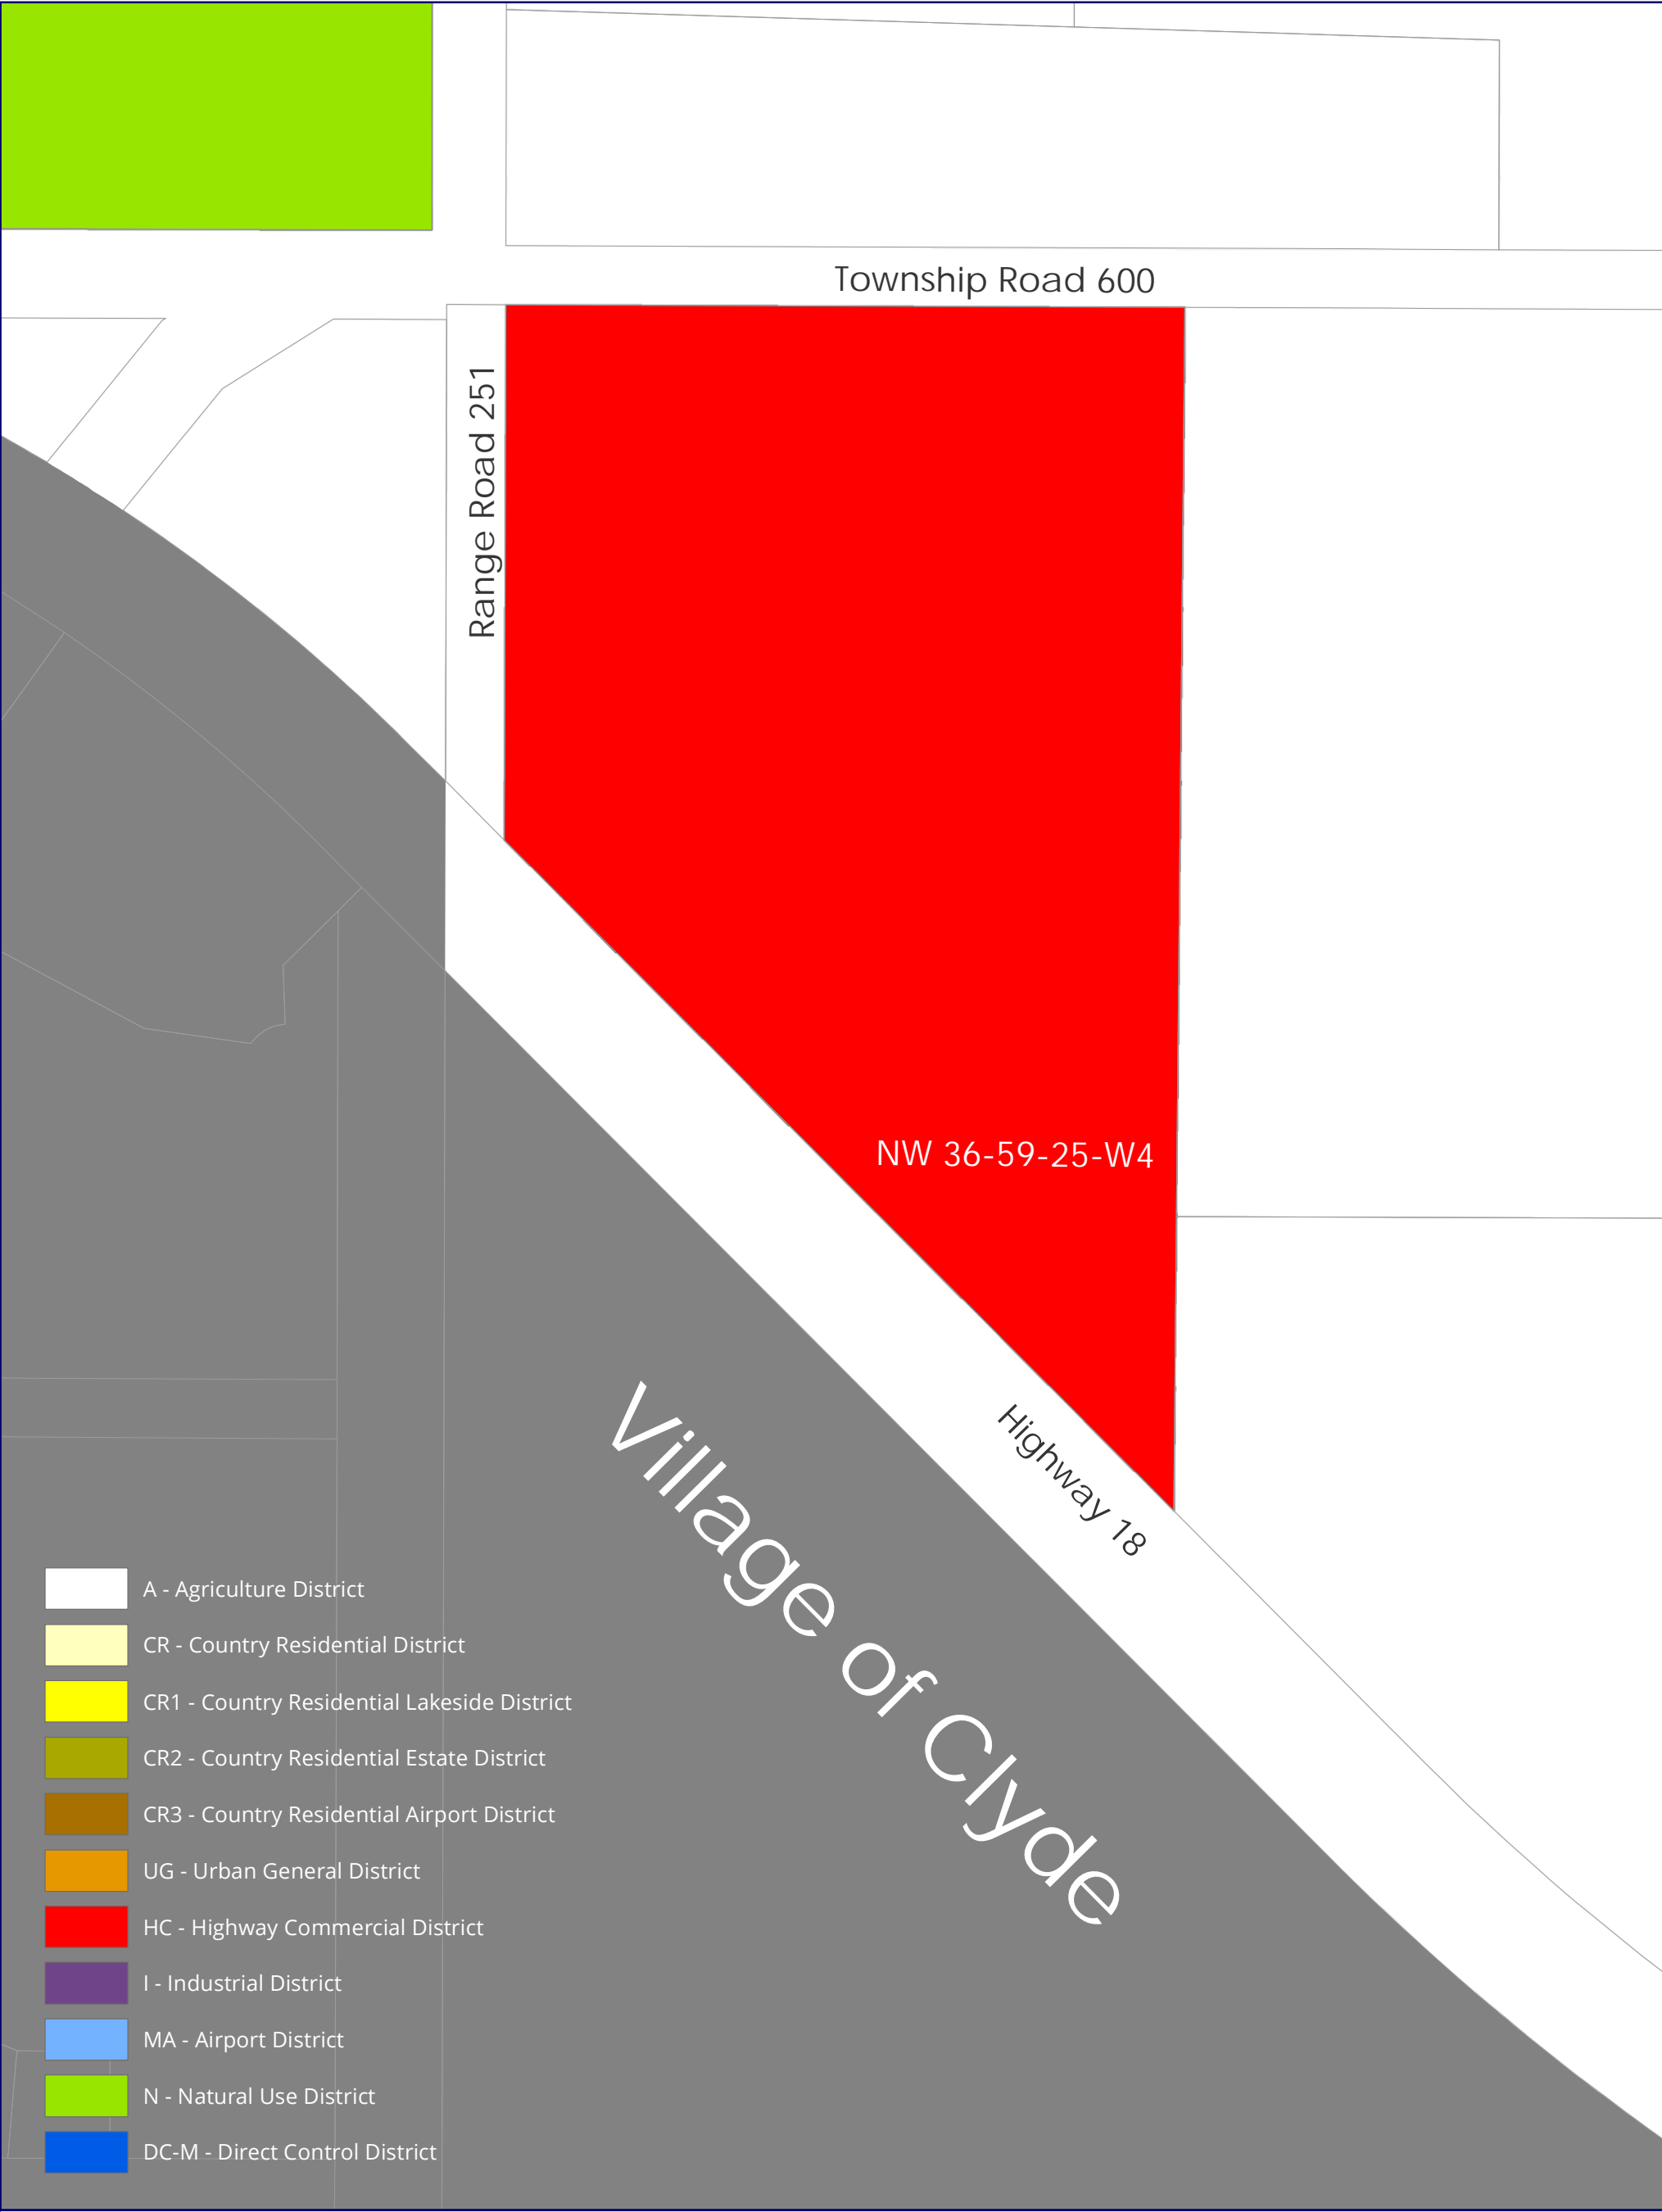 Township Road 600
Range Road 251
NW 36-59-25-W4
Highway 18
Village of Clyde
A - Agriculture District
CR - Country Residential District
CR1 - Country Residential Lakeside District
CR2 - Country Residential Estate District
CR3 - Country Residential Airport District
UG - Urban General District
HC - Highway Commercial District
I - Industrial District
MA - Airport District
N - Natural Use District
DC-M - Direct Control District